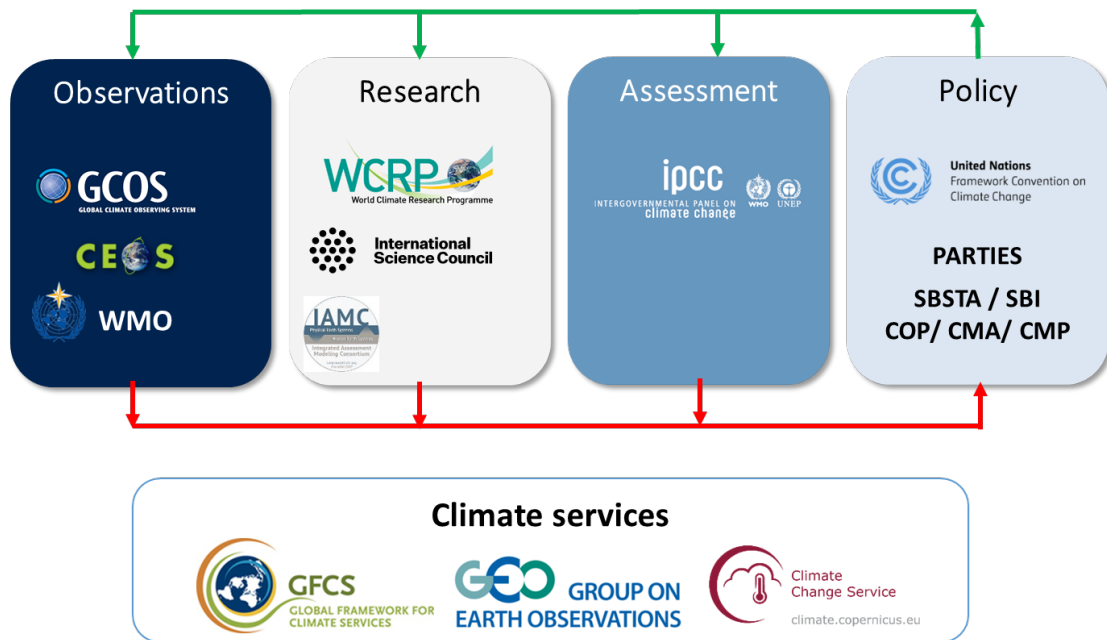 Observations
GCOS
GLOBAL CLIMATE OBSERVING SYSTEM
CEOS
WMO
Research
WCRP
World Climate Research Programme
International
Science Council
IAMC
Physical Earth Systems
Integrated Assessment
Modeling Consortium
Assessment
ipcc
INTERGOVERNMENTAL PANEL ON
climate change
WMO
UNEP
Policy
United Nations
Framework Convention on
Climate Change
PARTIES
SBSTA / SBI
COP/ CMA/ CMP
Climate services
GFCS
GLOBAL FRAMEWORK FOR
CLIMATE SERVICES
GEO GROUP ON
EARTH OBSERVATIONS
Climate
Change Service
climate.copernicus.eu